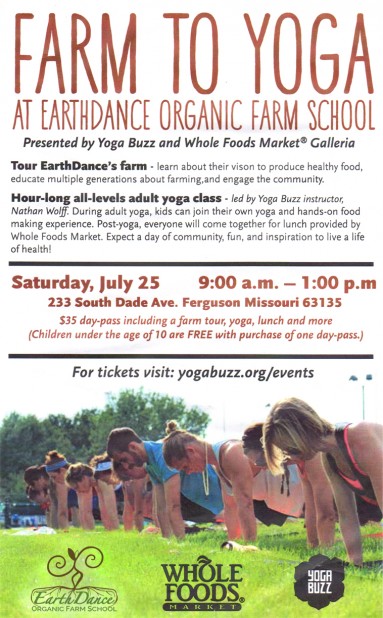 FARM TO YOGA
AT EARTHDANCE ORGANIC FARM SCHOOL
Presented by Yoga Buzz and Whole Foods Market® Galleria
Tour EarthDance's farm - learn about their vison to produce healthy food,
educate multiple generations about farming,and engage the community.
Hour-long all-levels adult yoga class - led by Yoga Buzz instructor,
Nathan Wolff. During adult yoga, kids can join their own yoga and hands-on food
making experience. Post-yoga, everyone will come together for lunch provided by
Whole Foods Market. Expect a day of community, fun, and inspiration to live a life
of health!
Saturday, July 25 9:00 a.m. — 1:00 p.m
233 South Dade Ave. Ferguson Missouri 63135
$35 day-pass including a farm tour, yoga, lunch and more
(Children under the age of 10 are FREE with purchase of one day-pass.)
For tickets visit: yogabuzz.org/events
EarthDance
ORGANIC FARM SCHOOL
WHOLE
FOODS
MARKET®
YOGA
BUZZ